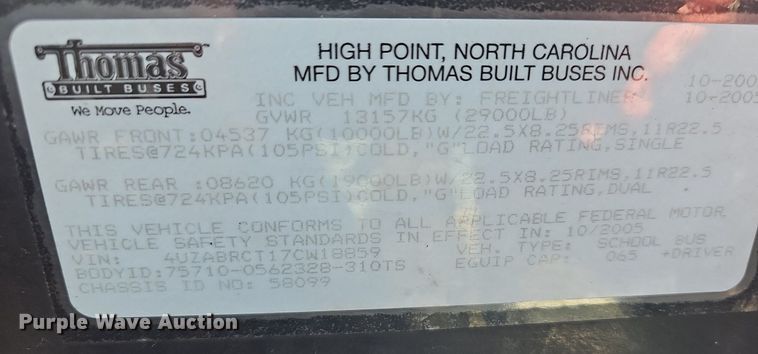 Thomas
BUILT BUSES
We Move People.
HIGH POINT, NORTH CAROLINA
MFD BY THOMAS BUILT BUSES INC.
10-2005
INC VEH MFD BY: FREIGHTLINER 10-2005
GVWR 13157KG (29000LB)
GAWR FRONT:04537 KG(10000LB)W/22.5X8.25RIMS,11R22.5
TIRES@724KPA(105PSI)COLD,"G"LOAD RATING,SINGLE
GAWR REAR :08620 KG(19000LB)W/22.5X8.25RIMS,11R22.5
TIRES@724KPA(105PSI)COLD,"G"LOAD RATING,DUAL
THIS VEHICLE CONFORMS TO ALL APPLICABLE FEDERAL MOTOR
VEHICLE SAFETY STANDARDS IN EFFECT IN: 10/2005
VIN: 4UZABRCT17CW18859 VEH. TYPE: SCHOOL BUS
BODYID:75710-0562328-310TS EQUIP CAP: 065 +DRIVER
CHASSIS ID NO: 58099
Purple Wave Auction